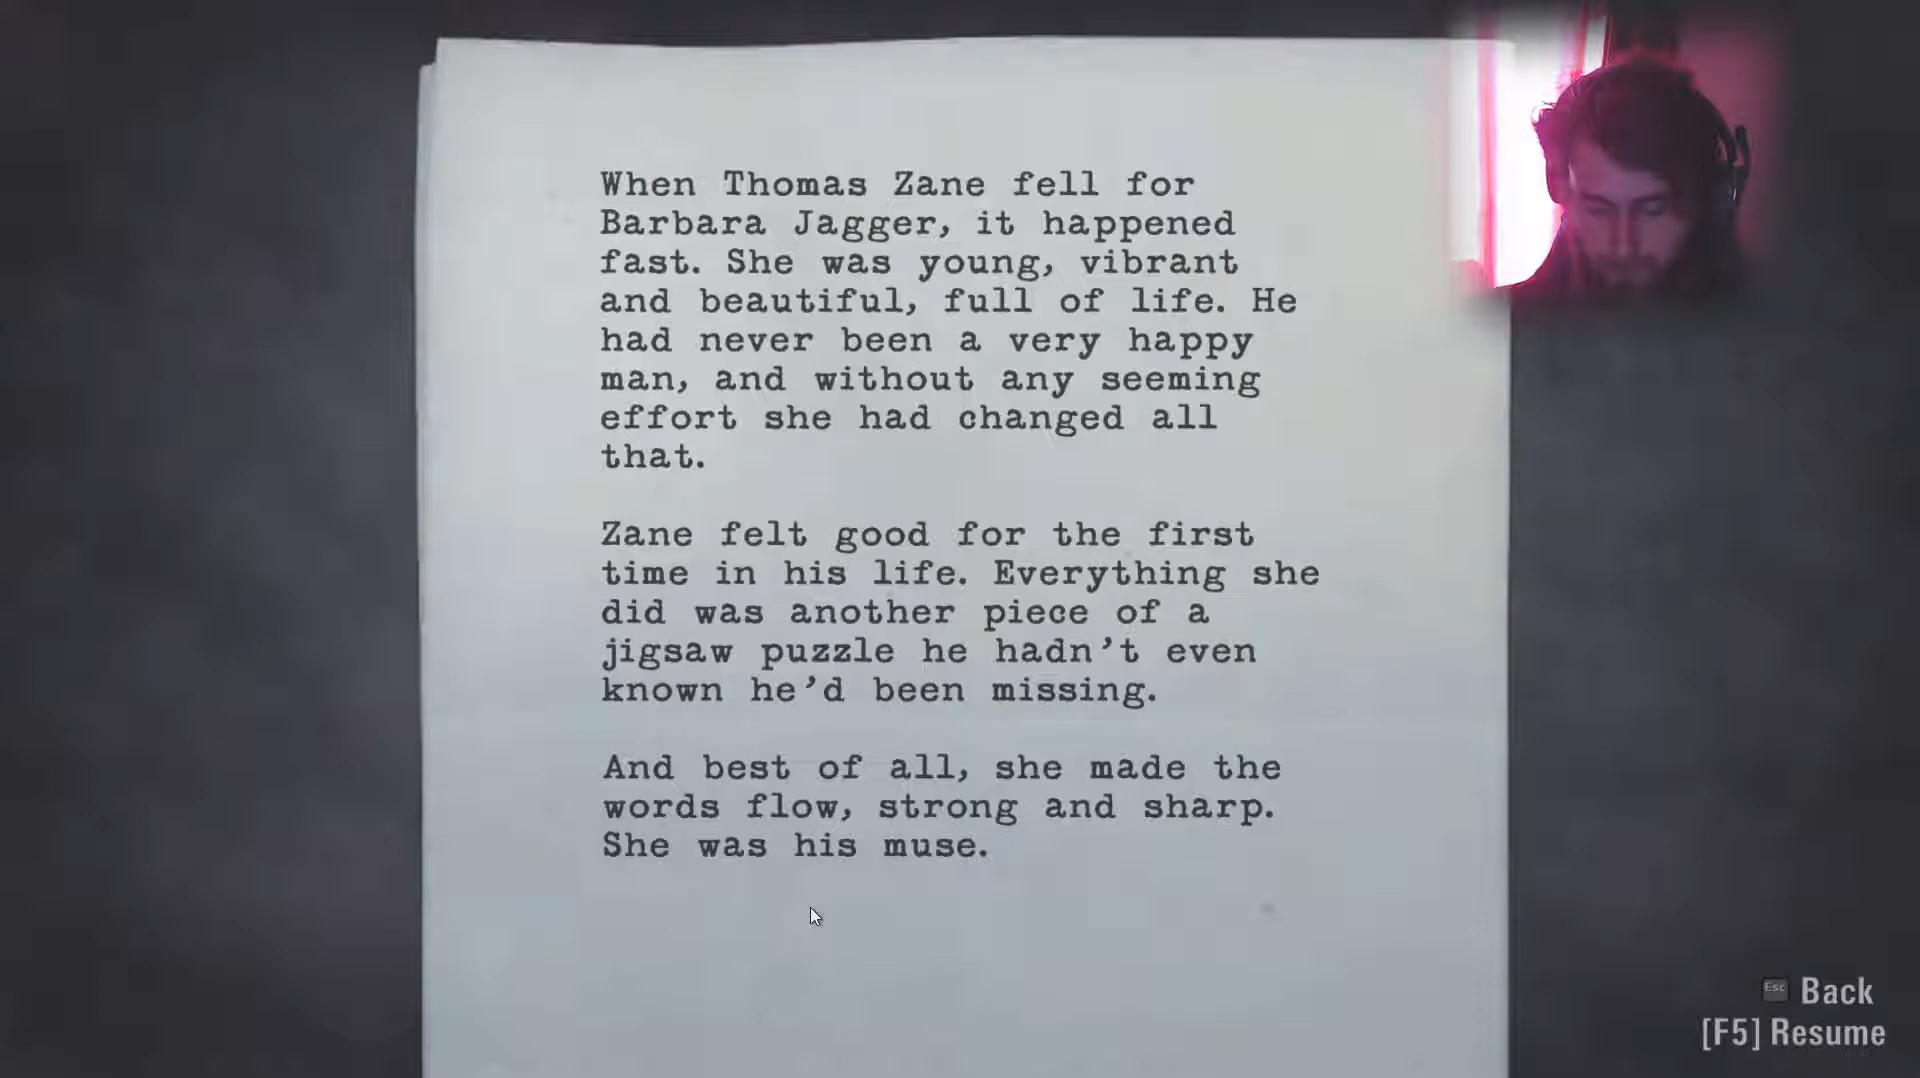 When Thomas Zane fell for
Barbara Jagger, it happened
fast. She was young, vibrant
and beautiful, full of life. He
had never been a very happy
man, and without any seeming
effort she had changed all
that.
Zane felt good for the first
time in his life. Everything she
did was another piece of a
jigsaw puzzle he hadn’t even
known he’d been missing.
And best of all, she made the
words flow, strong and sharp.
She was his muse.
Esc Back
[F5] Resume